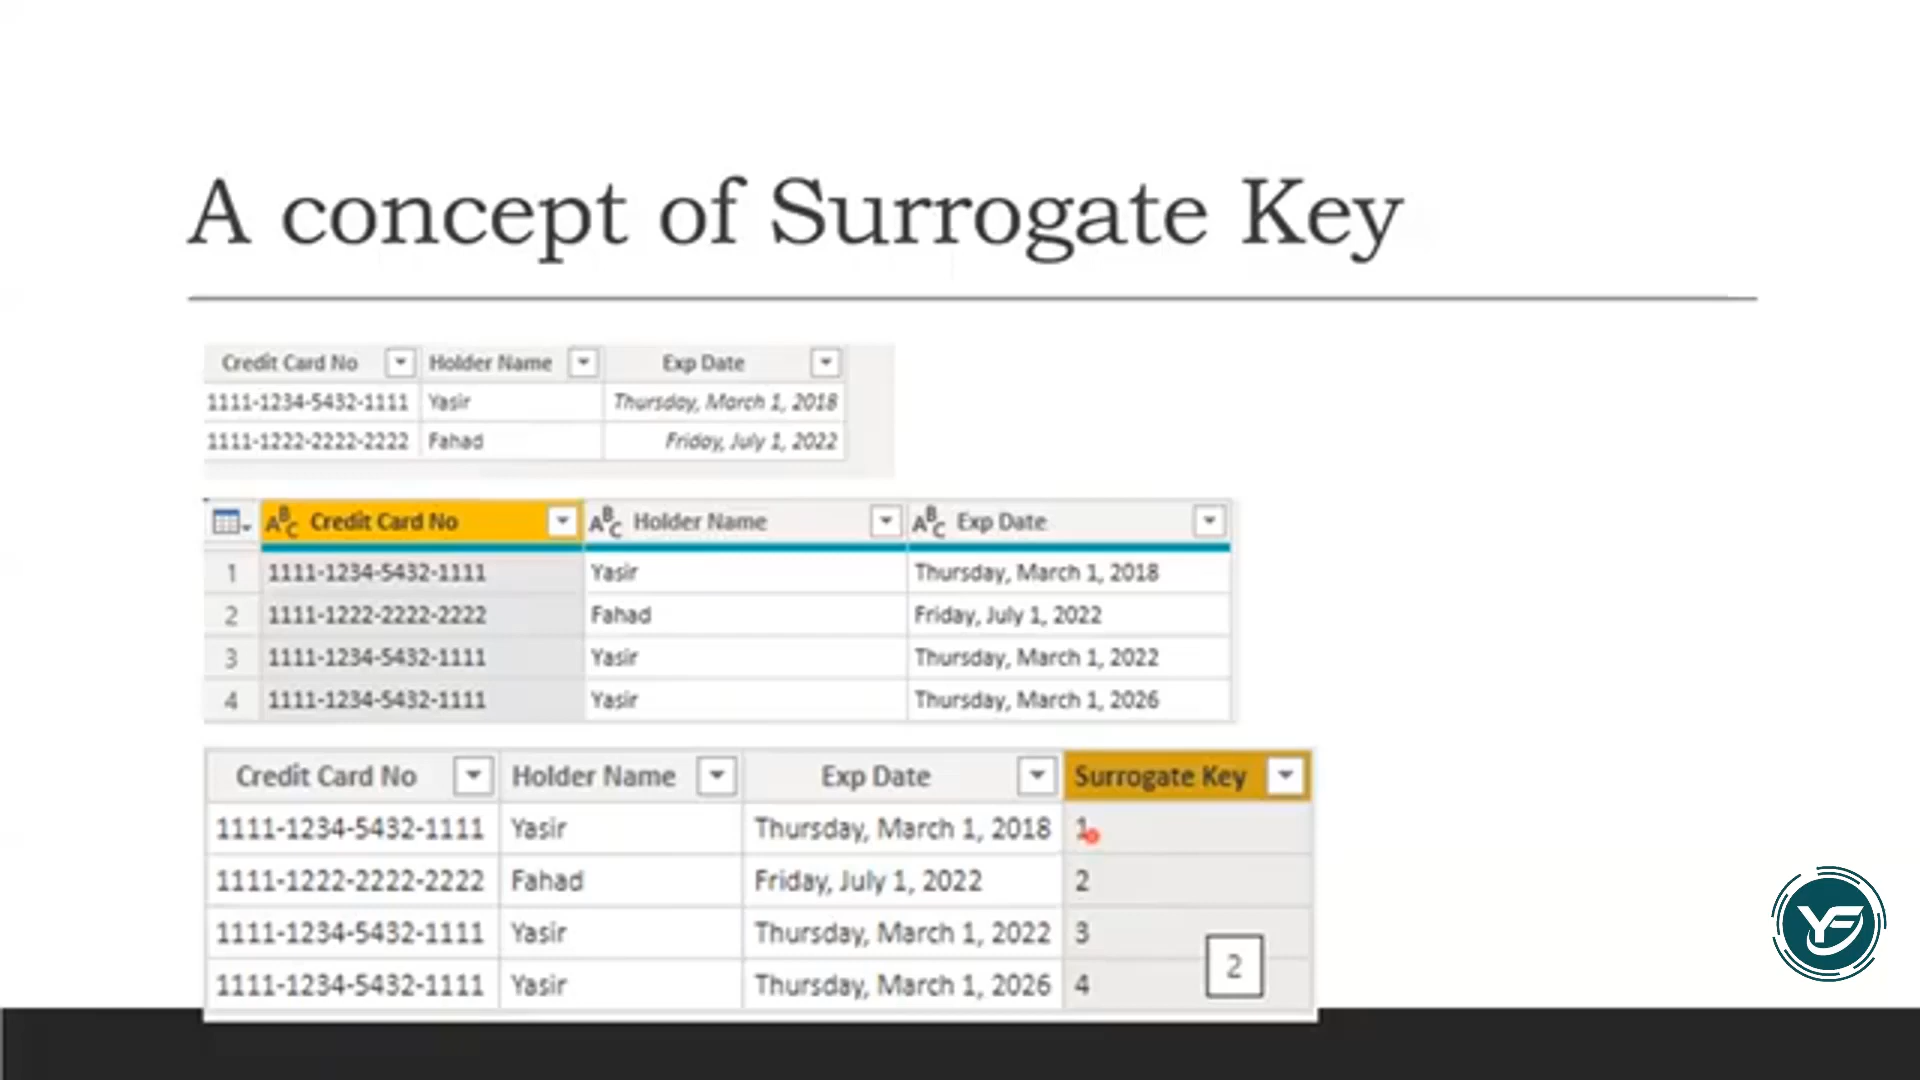 A concept of Surrogate Key
Credit Card No Holder Name Exp Date
1111-1234-5432-1111 Yasir Thursday, March 1, 2018
1111-1222-2222-2222 Fahad Friday, July 1, 2022
ABC Credit Card No ABC Holder Name ABC Exp Date
1 1111-1234-5432-1111 Yasir Thursday, March 1, 2018
2 1111-1222-2222-2222 Fahad Friday, July 1, 2022
3 1111-1234-5432-1111 Yasir Thursday, March 1, 2022
4 1111-1234-5432-1111 Yasir Thursday, March 1, 2026
Credit Card No Holder Name Exp Date Surrogate Key
1111-1234-5432-1111 Yasir Thursday, March 1, 2018 1
1111-1222-2222-2222 Fahad Friday, July 1, 2022 2
1111-1234-5432-1111 Yasir Thursday, March 1, 2022 3
2
1111-1234-5432-1111 Yasir Thursday, March 1, 2026 4
YF